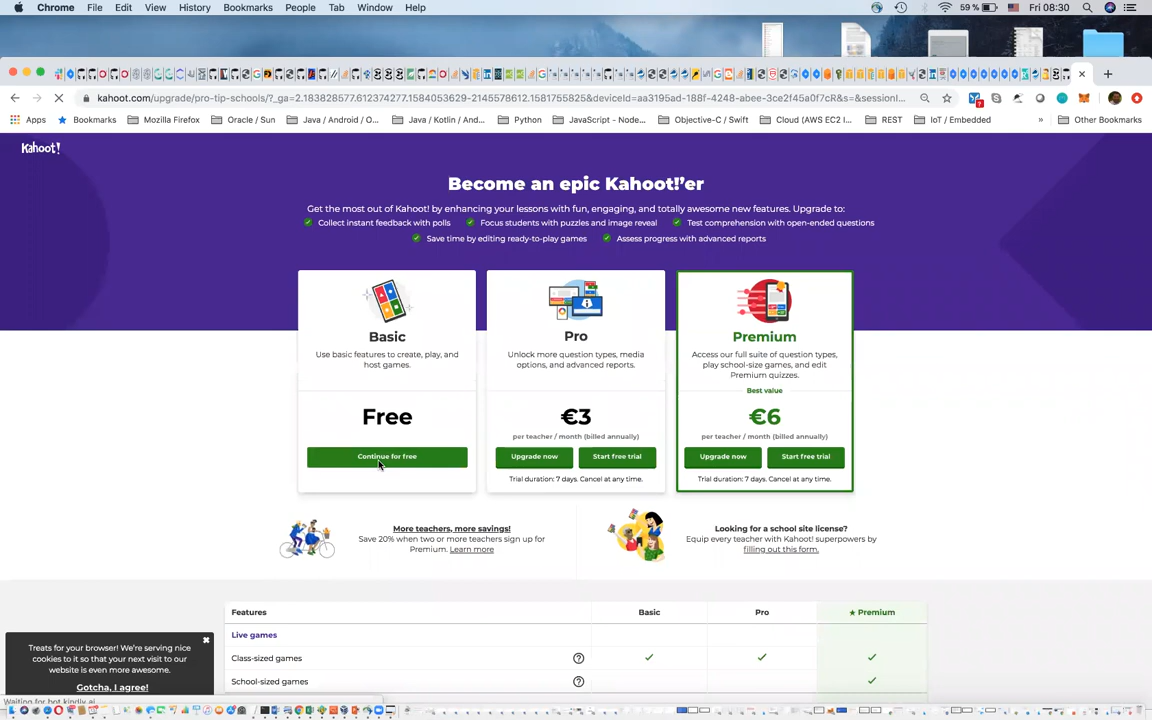 Chrome File Edit View History Bookmarks People Tab Window Help 59 % Fri 08:30
kahoot.com/upgrade/pro-tip-schools/?_ga=2.183828577.612374277.1584053629-2145578612.1581755825&deviceId=aa3195ad-188f-4248-abee-3ce2f45a0f7cR&s=&sessionI...
Apps Bookmarks Mozilla Firefox Oracle / Sun Java / Android / O... Java / Kotlin / And... Python JavaScript - Node... Objective-C / Swift Cloud (AWS EC2 I... REST IoT / Embedded » Other Bookmarks
Kahoot!
Become an epic Kahoot!'er
Get the most out of Kahoot! by enhancing your lessons with fun, engaging, and totally awesome new features. Upgrade to:
Collect instant feedback with polls Focus students with puzzles and image reveal Test comprehension with open-ended questions
Save time by editing ready-to-play games Assess progress with advanced reports
Basic
Use basic features to create, play, and
host games.
Free
Continue for free
Pro
Unlock more question types, media
options, and advanced reports.
€3
per teacher / month (billed annually)
Upgrade now Start free trial
Trial duration: 7 days. Cancel at any time.
Premium
Access our full suite of question types,
play school-size games, and edit
Premium quizzes.
Best value
€6
per teacher / month (billed annually)
Upgrade now Start free trial
Trial duration: 7 days. Cancel at any time.
More teachers, more savings!
Save 20% when two or more teachers sign up for
Premium. Learn more
Looking for a school site license?
Equip every teacher with Kahoot! superpowers by
filling out this form.
Features Basic Pro ★ Premium
Live games
Class-sized games
School-sized games
Treats for your browser! We're serving nice
cookies to it so that your next visit to our
website is even more awesome.
Gotcha, I agree!
Waiting for bot.kindly.ai...